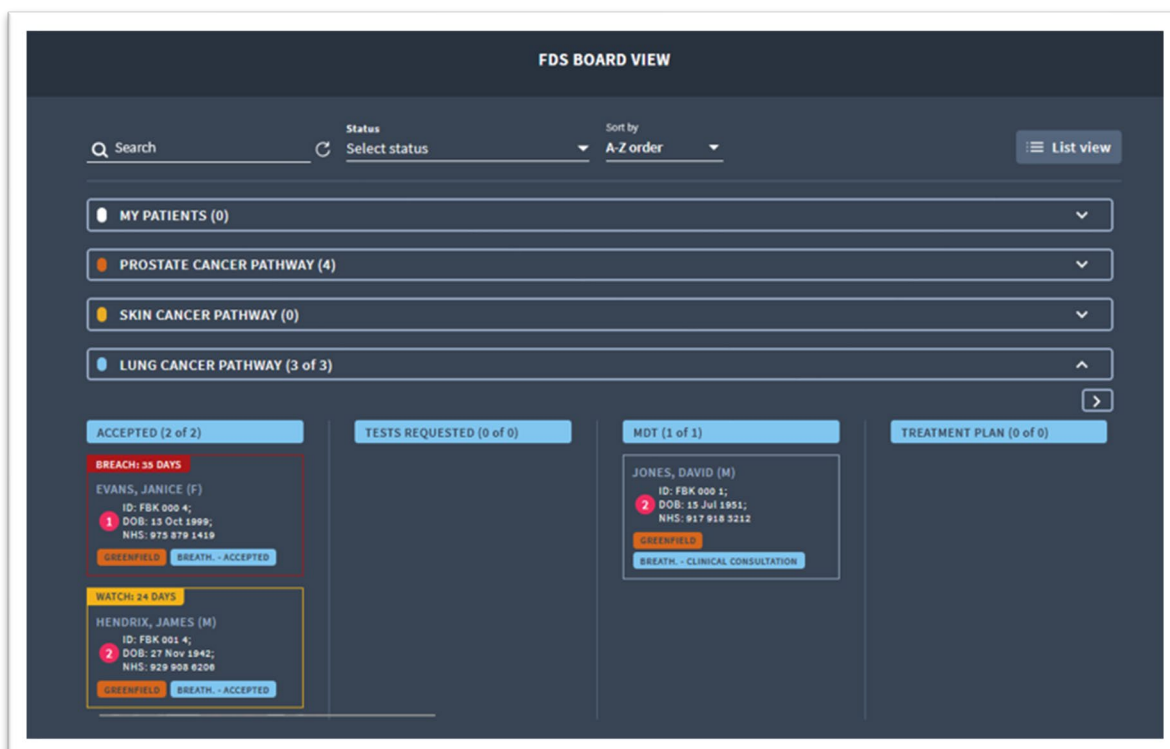 FDS BOARD VIEW
Search
Status
Select status
Sort by
A-Z order
List view
MY PATIENTS (0)
PROSTATE CANCER PATHWAY (4)
SKIN CANCER PATHWAY (0)
LUNG CANCER PATHWAY (3 of 3)
ACCEPTED (2 of 2)
BREACH: 35 DAYS
EVANS, JANICE (F)
ID: FBK 000 4;
1 DOB: 13 Oct 1999;
NHS: 975 879 1419
GREENFIELD BREATH. - ACCEPTED
WATCH: 24 DAYS
HENDRIX, JAMES (M)
ID: FBK 001 4;
2 DOB: 27 Nov 1942;
NHS: 929 908 6206
GREENFIELD BREATH. - ACCEPTED
TESTS REQUESTED (0 of 0)
MDT (1 of 1)
JONES, DAVID (M)
ID: FBK 000 1;
2 DOB: 15 Jul 1951;
NHS: 917 918 3212
GREENFIELD
BREATH. - CLINICAL CONSULTATION
TREATMENT PLAN (0 of 0)